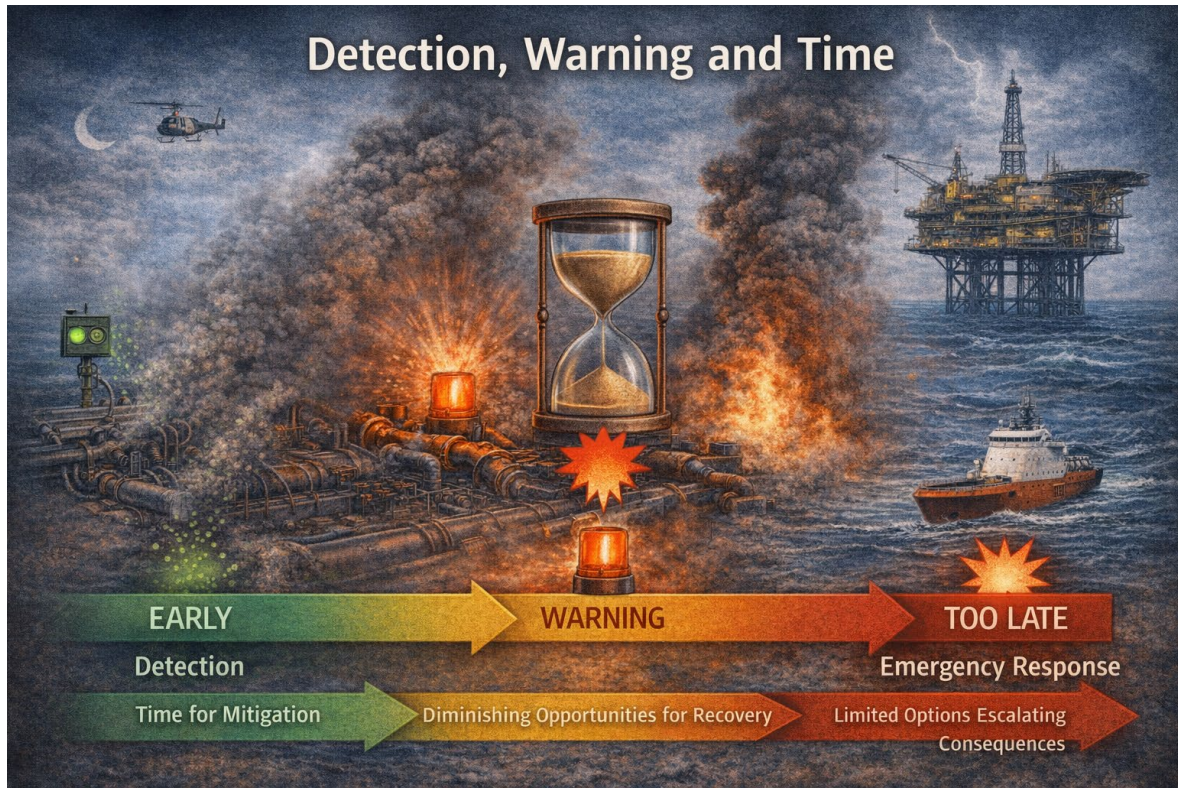 Detection, Warning and Time
EARLY
WARNING
TOO LATE
Detection
Emergency Response
Time for Mitigation
Diminishing Opportunities for Recovery
Limited Options Escalating
Consequences